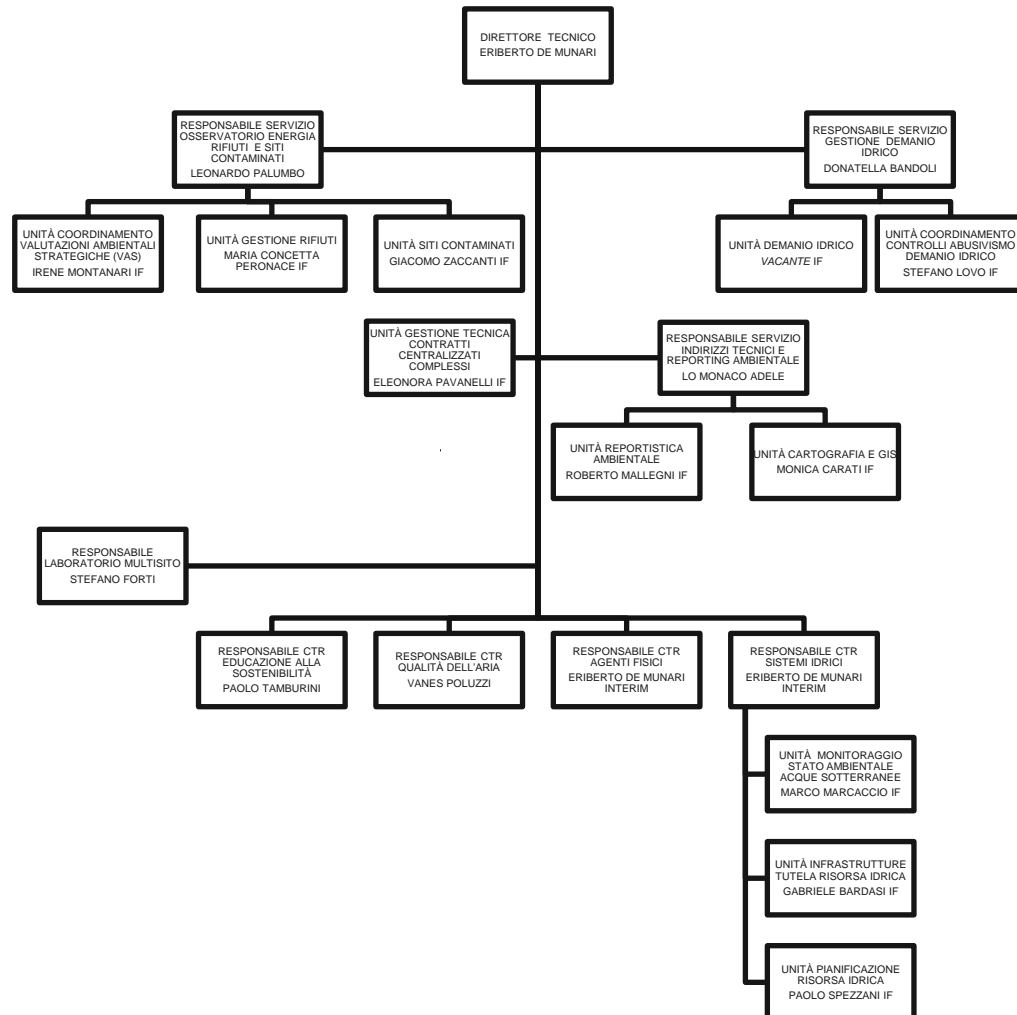 DIRETTORE TECNICO
ERIBERTO DE MUNARI
RESPONSABILE SERVIZIO
OSSERVATORIO ENERGIA
RIFIUTI E SITI
CONTAMINATI
LEONARDO PALUMBO
RESPONSABILE SERVIZIO
GESTIONE DEMANIO
IDRICO
DONATELLA BANDOLI
UNITÀ COORDINAMENTO
VALUTAZIONI AMBIENTALI
STRATEGICHE (VAS)
IRENE MONTANARI IF
UNITÀ GESTIONE RIFIUTI
MARIA CONCETTA
PERONACE IF
UNITÀ SITI CONTAMINATI
GIACOMO ZACCANTI IF
UNITÀ DEMANIO IDRICO
VACANTE IF
UNITÀ COORDINAMENTO
CONTROLLI ABUSIVISMO
DEMANIO IDRICO
STEFANO LOVO IF
UNITÀ GESTIONE TECNICA
CONTRATTI
CENTRALIZZATI
COMPLESSI
ELEONORA PAVANELLI IF
RESPONSABILE SERVIZIO
INDIRIZZI TECNICI E
REPORTING AMBIENTALE
LO MONACO ADELE
UNITÀ REPORTISTICA
AMBIENTALE
ROBERTO MALLEGNI IF
UNITÀ CARTOGRAFIA E GIS
MONICA CARATI IF
RESPONSABILE
LABORATORIO MULTISITO
STEFANO FORTI
RESPONSABILE CTR
EDUCAZIONE ALLA
SOSTENIBILITÀ
PAOLO TAMBURINI
RESPONSABILE CTR
QUALITÀ DELL'ARIA
VANES POLUZZI
RESPONSABILE CTR
AGENTI FISICI
ERIBERTO DE MUNARI
INTERIM
RESPONSABILE CTR
SISTEMI IDRICI
ERIBERTO DE MUNARI
INTERIM
UNITÀ MONITORAGGIO
STATO AMBIENTALE
ACQUE SOTTERRANEE
MARCO MARCACCIO IF
UNITÀ INFRASTRUTTURE
TUTELA RISORSA IDRICA
GABRIELE BARDASI IF
UNITÀ PIANIFICAZIONE
RISORSA IDRICA
PAOLO SPEZZANI IF